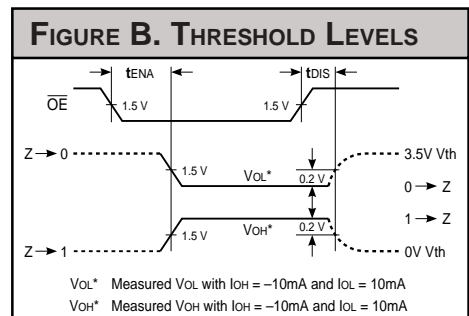 FIGURE B. THRESHOLD LEVELS
tENA tDIS
OE 1.5 V 1.5 V
Z 0 1.5 V VOL* 0.2 V 3.5V Vth
0 Z
1 Z
Z 1 1.5 V VOH* 0.2 V 0V Vth
VOL* Measured VOL with IOH = –10mA and IOL = 10mA
VOH* Measured VOH with IOH = –10mA and IOL = 10mA